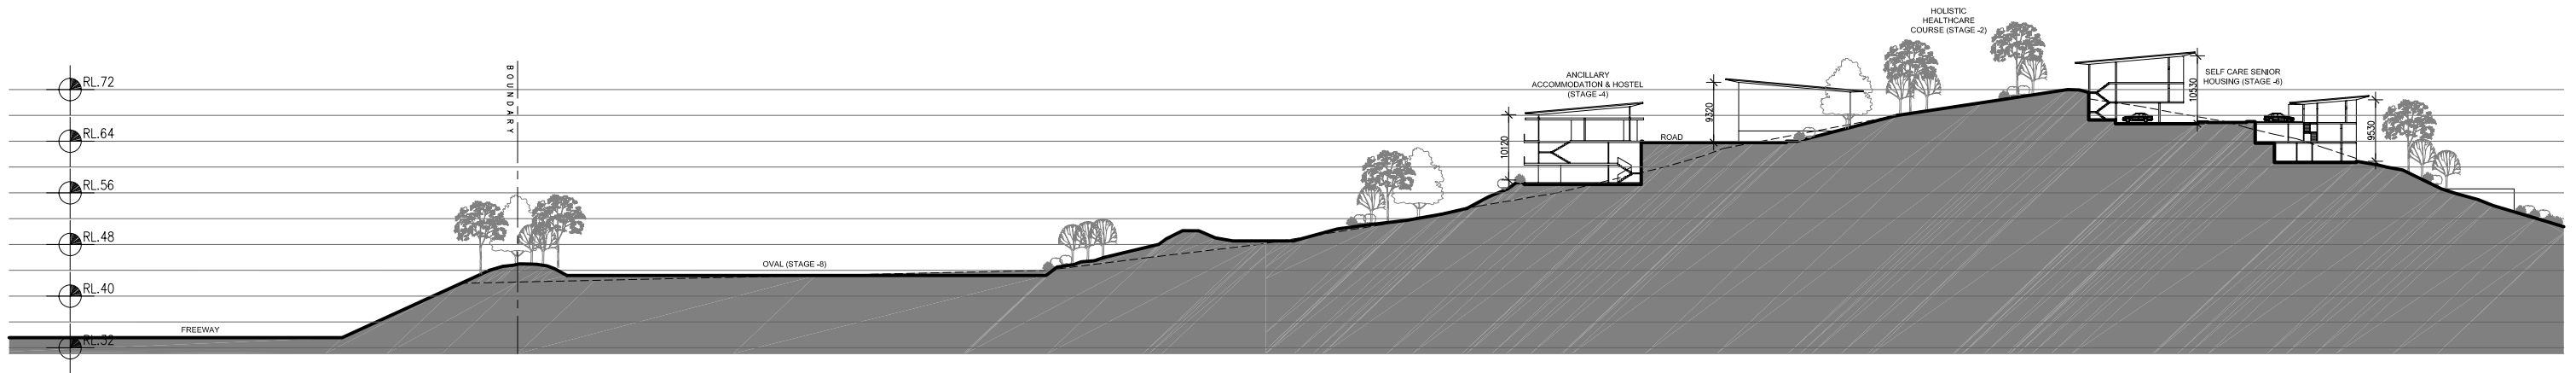 HOLISTIC
HEALTHCARE
COURSE (STAGE -2)
BOUNDARY
RL.72
ANCILLARY
ACCOMMODATION & HOSTEL
(STAGE -4)
SELF CARE SENIOR
HOUSING (STAGE -6)
10530
9320
9530
RL.64
ROAD
10120
RL.56
RL.48
OVAL (STAGE -8)
RL.40
FREEWAY
RL.32